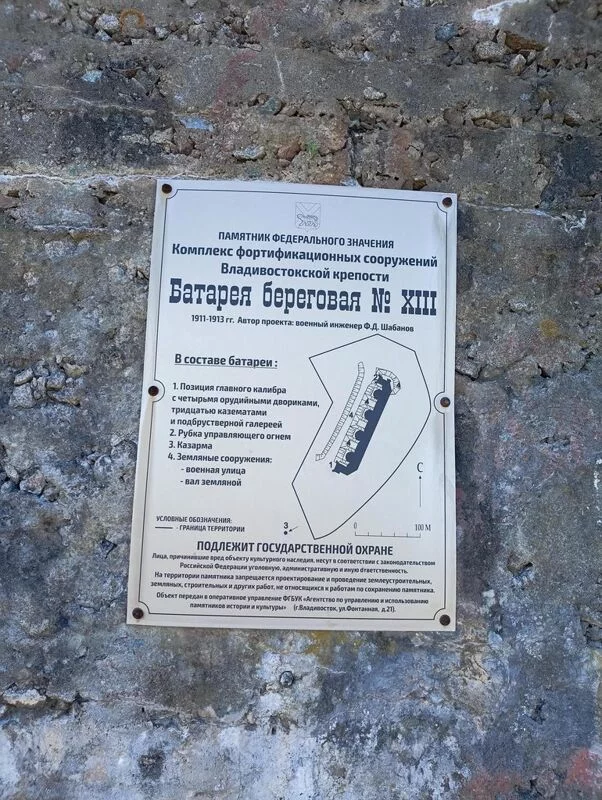 ПАМЯТНИК ФЕДЕРАЛЬНОГО ЗНАЧЕНИЯ
Комплекс фортификационных сооружений
Владивостокской крепости
Батарея береговая № XIII
1911-1913 гг. Автор проекта: военный инженер Ф.Д. Шабанов
В составе батареи :
1. Позиция главного калибра
с четырьмя орудийными двориками,
тридцатью казематами
и подбрустверной галереей
2. Рубка управляющего огнем
3. Казарма
4. Земляные сооружения:
- военная улица
- вал земляной
С
0 100 М
3
УСЛОВНЫЕ ОБОЗНАЧЕНИЯ:
- ГРАНИЦА ТЕРРИТОРИИ
ПОДЛЕЖИТ ГОСУДАРСТВЕННОЙ ОХРАНЕ
Лица, причинившие вред объекту культурного наследия, несут в соответствии с законодательством
Российской Федерации уголовную, административную и иную ответственность.
На территории памятника запрещается проектирование и проведение землеустроительных,
земляных, строительных и других работ, не относящихся к работам по сохранению памятника.
Объект передан в оперативное управление ФГБУК «Агентство по управлению и использованию
памятников истории и культуры» (г.Владивосток, ул.Фонтанная, д.21).